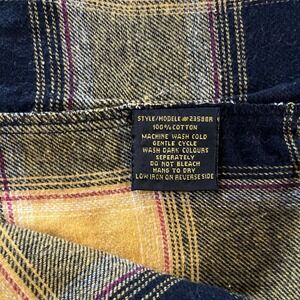 STYLE/MODELE # 2358BR
100% COTTON
MACHINE WASH COLD
GENTLE CYCLE
WASH DARK COLOURS
SEPERATELY
DO NOT BLEACH
HANG TO DRY
LOW IRON ON REVERSE SIDE